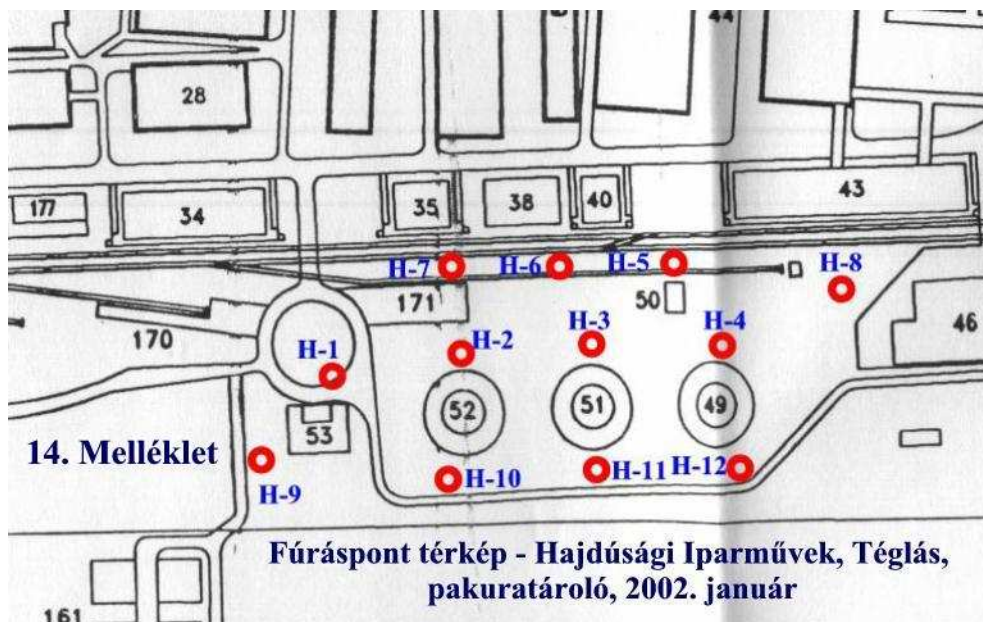 44
28
177
34
35
38
40
43
H-7
H-6
H-5
H-8
171
50
170
H-1
H-2
H-3
H-4
46
52
51
49
53
14. Melléklet
H-9
H-10
H-11
H-12
Fúráspont térkép - Hajdúsági Iparművek, Téglás,
pakuratároló, 2002. január
161